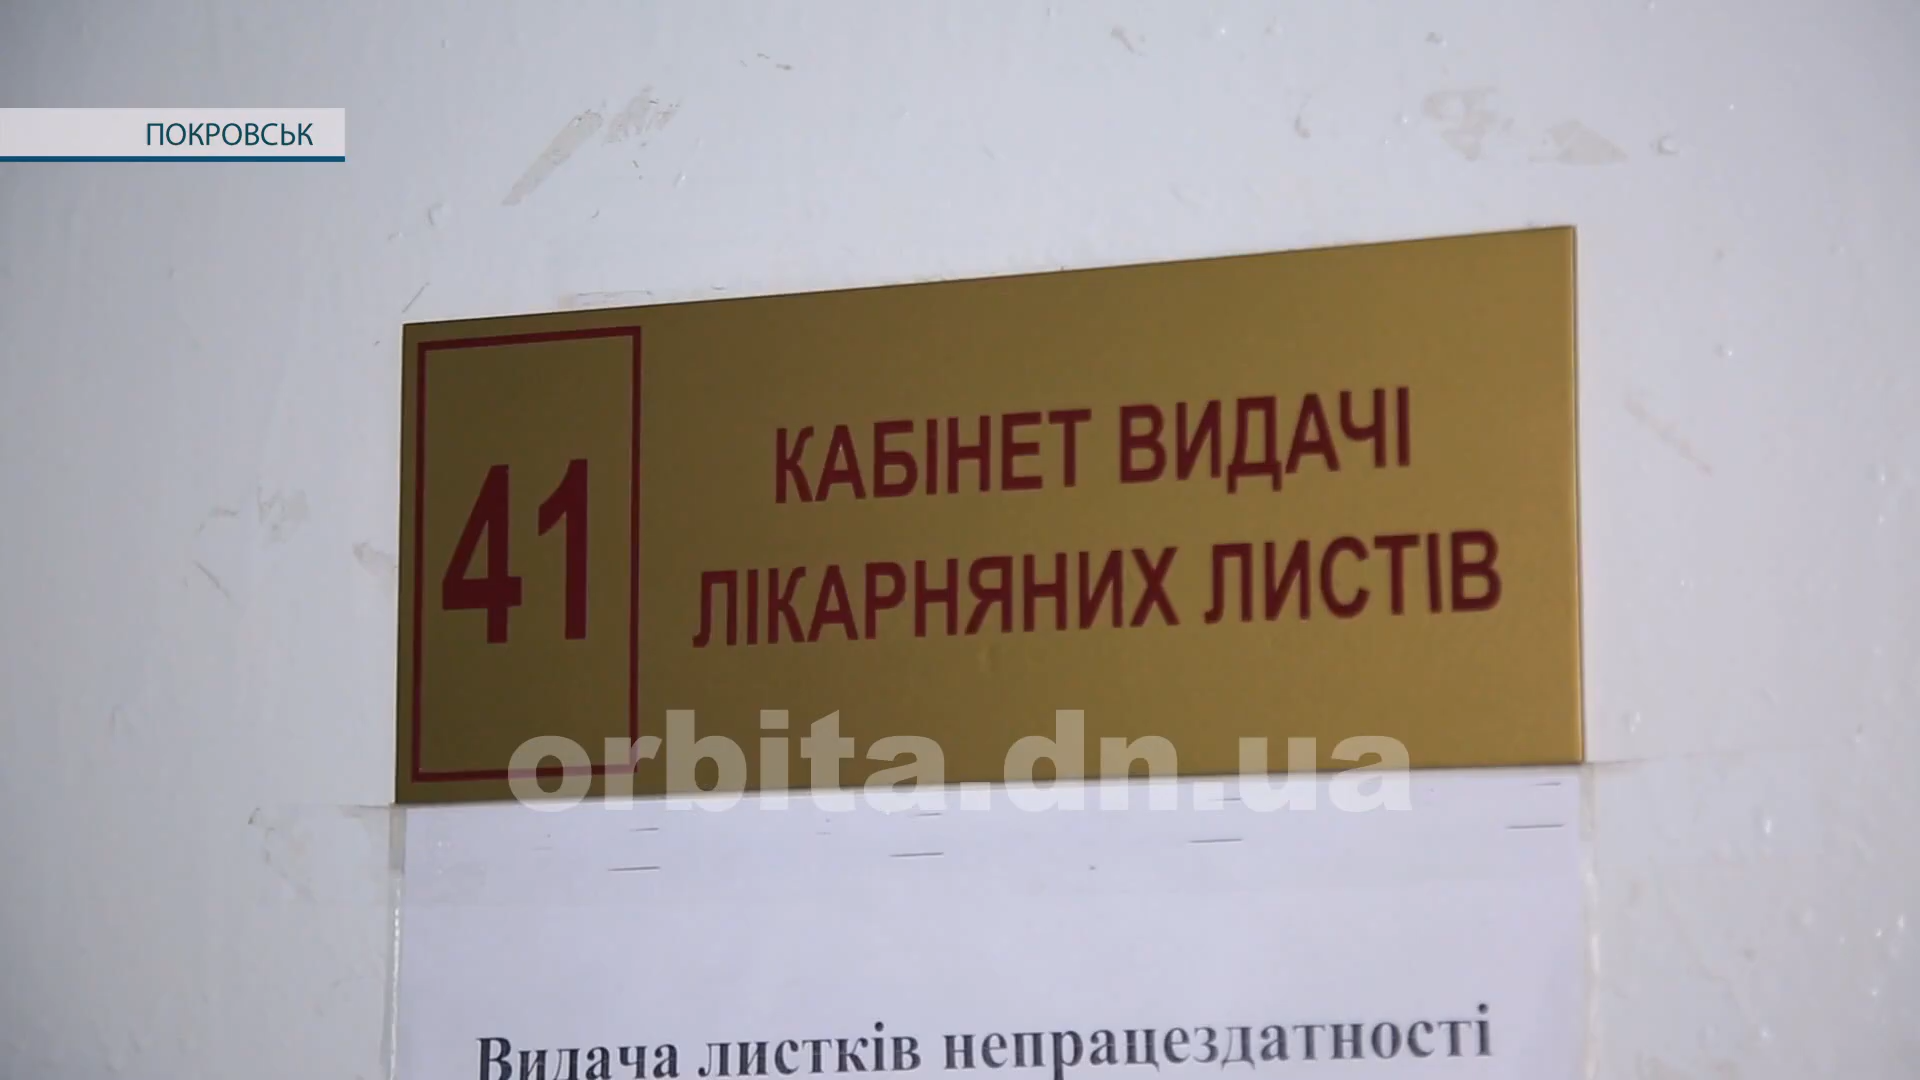 ПОКРОВСЬК
41
КАБІНЕТ ВИДАЧІ
ЛІКАРНЯНИХ ЛИСТІВ
orbita.dn.ua
Видача листків непрацездатності